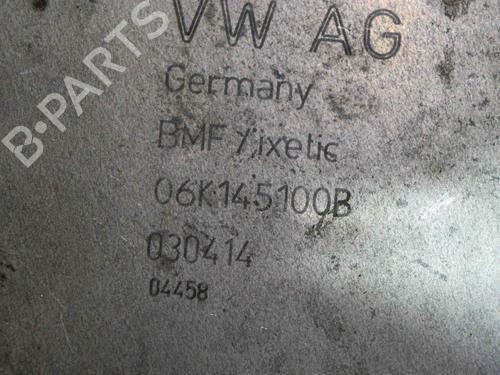 B-PARTS
VW AG
Germany
BMF / ixetic
06K145100B
030414
04458